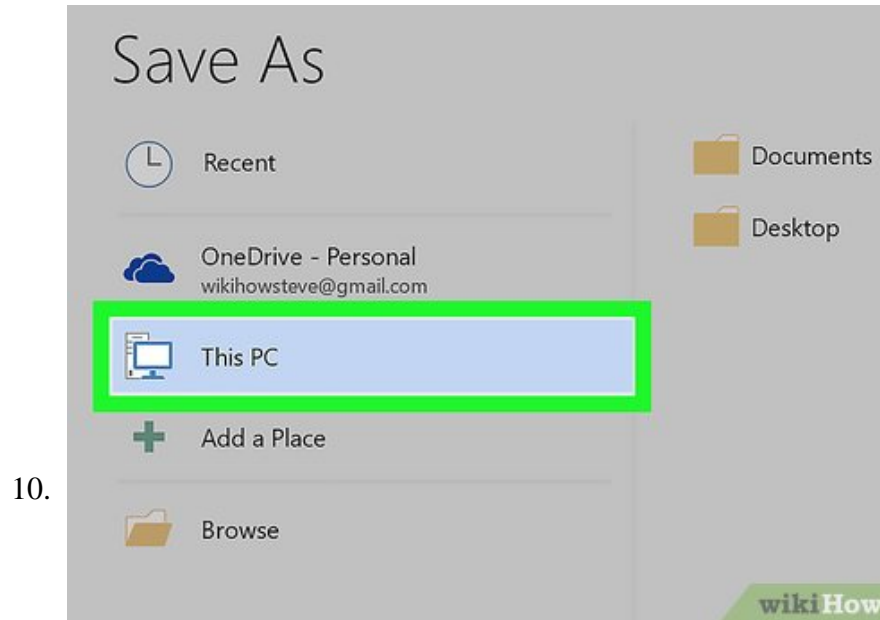 Save As
Recent
Documents
Desktop
OneDrive - Personal
wikihowsteve@gmail.com
This PC
Add a Place
10.
Browse
wikiHow